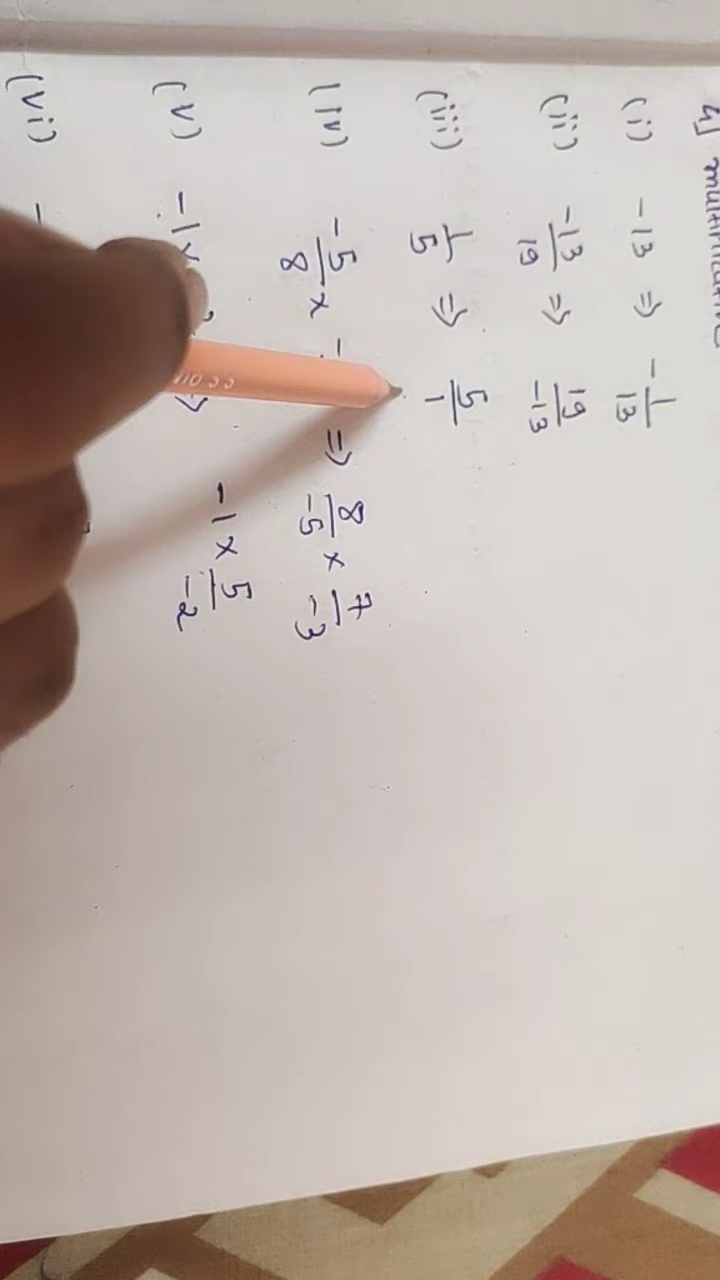 4) multiplicative
(i) -13 ⇒ -1/13
(ii) -13/19 ⇒ 19/-13
(iii) 1/5 ⇒ 5/1
(iv) -5/8 × - ⇒ 8/-5 × 7/-3
(v) -1× ⇒ -1 × 5/-2
(vi) -